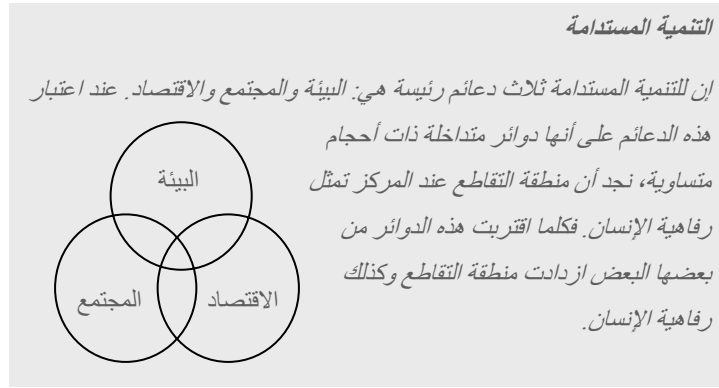 التنمية المستدامة
إن للتنمية المستدامة ثلاث دعائم رئيسة هي: البيئة والمجتمع والاقتصاد. عند اعتبار
هذه الدعائم على أنها دوائر متداخلة ذات أحجام
متساوية، نجد أن منطقة التقاطع عند المركز تمثل
رفاهية الإنسان. فكلما اقتربت هذه الدوائر من
بعضها البعض ازدادت منطقة التقاطع وكذلك
رفاهية الإنسان.
البيئة
الاقتصاد
المجتمع